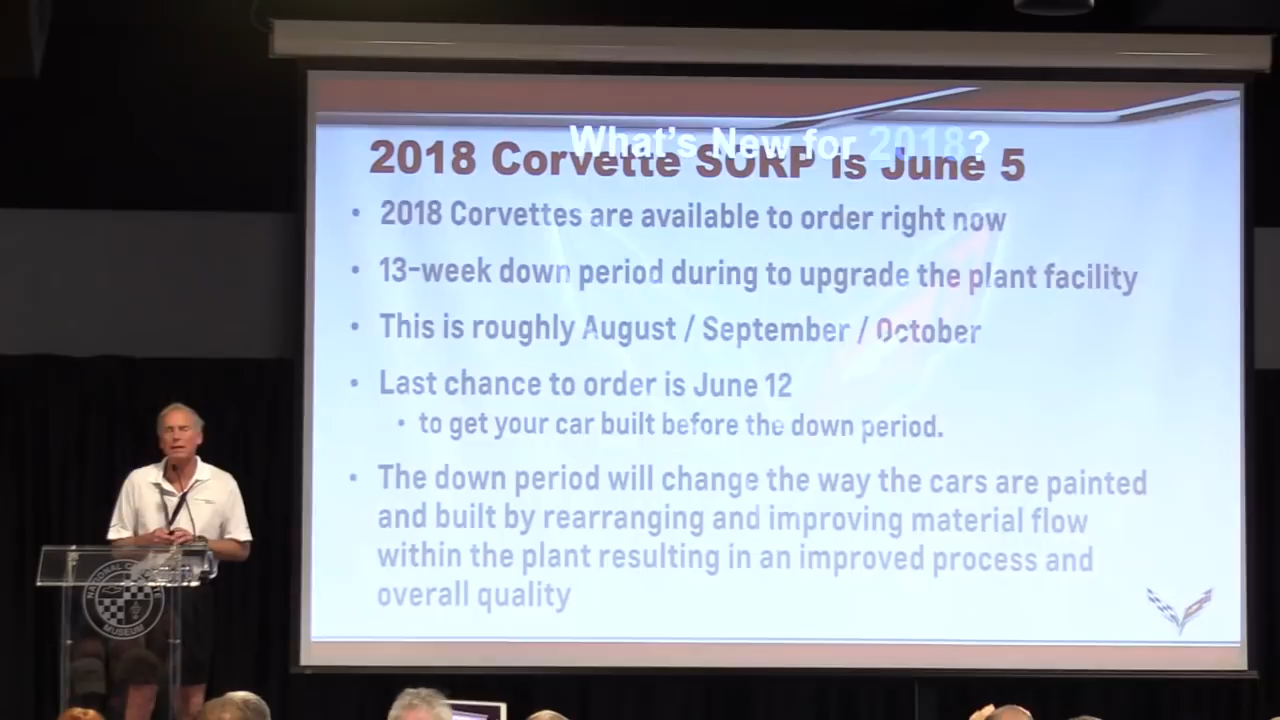 What's New for 2018?
2018 Corvette SORP is June 5
• 2018 Corvettes are available to order right now
• 13-week down period during to upgrade the plant facility
• This is roughly August / September / October
• Last chance to order is June 12
• to get your car built before the down period.
• The down period will change the way the cars are painted
and built by rearranging and improving material flow
within the plant resulting in an improved process and
overall quality
NATIONAL
MUSEUM